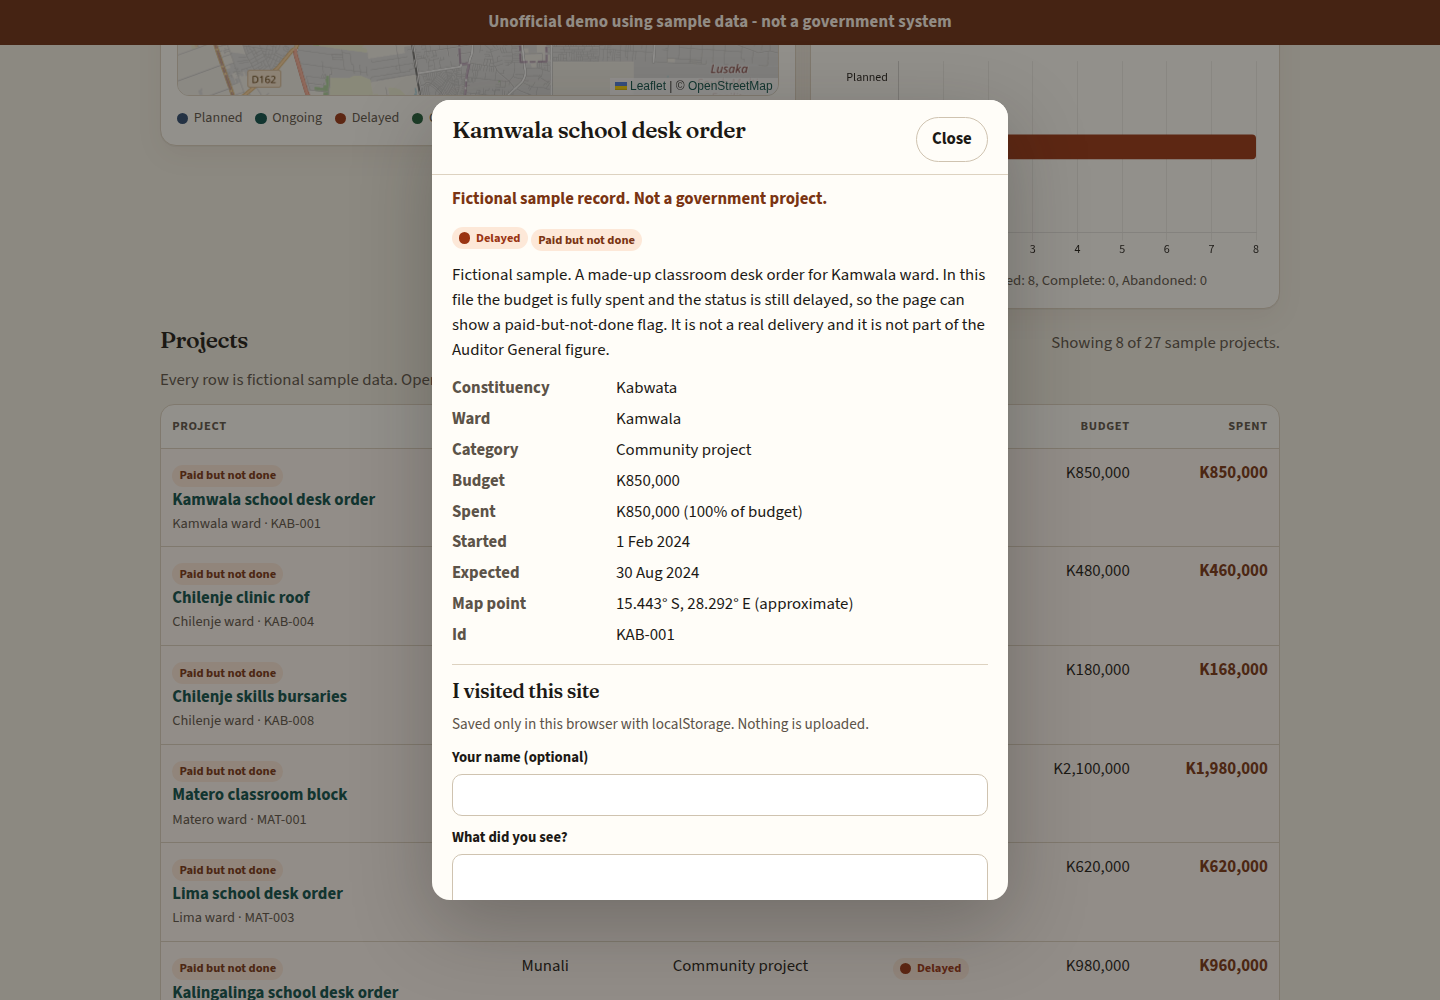 Unofficial demo using sample data - not a government system
D162
Lusaka
Leaflet | © OpenStreetMap
Planned
Ongoing
Delayed
Planned
3
4
5
6
7
8
ed: 8, Complete: 0, Abandoned: 0
Projects
Showing 8 of 27 sample projects.
Every row is fictional sample data. Open
PROJECT
BUDGET
SPENT
Paid but not done
Kamwala school desk order
Kamwala ward · KAB-001
K850,000
K850,000
Paid but not done
Chilenje clinic roof
Chilenje ward · KAB-004
K480,000
K460,000
Paid but not done
Chilenje skills bursaries
Chilenje ward · KAB-008
K180,000
K168,000
Paid but not done
Matero classroom block
Matero ward · MAT-001
K2,100,000
K1,980,000
Paid but not done
Lima school desk order
Lima ward · MAT-003
K620,000
K620,000
Paid but not done
Kalingalinga school desk order
Munali
Community project
Delayed
K980,000
K960,000
Kamwala school desk order
Close
Fictional sample record. Not a government project.
Delayed
Paid but not done
Fictional sample. A made-up classroom desk order for Kamwala ward. In this
file the budget is fully spent and the status is still delayed, so the page can
show a paid-but-not-done flag. It is not a real delivery and it is not part of the
Auditor General figure.
Constituency Kabwata
Ward Kamwala
Category Community project
Budget K850,000
Spent K850,000 (100% of budget)
Started 1 Feb 2024
Expected 30 Aug 2024
Map point 15.443° S, 28.292° E (approximate)
Id KAB-001
I visited this site
Saved only in this browser with localStorage. Nothing is uploaded.
Your name (optional)
What did you see?